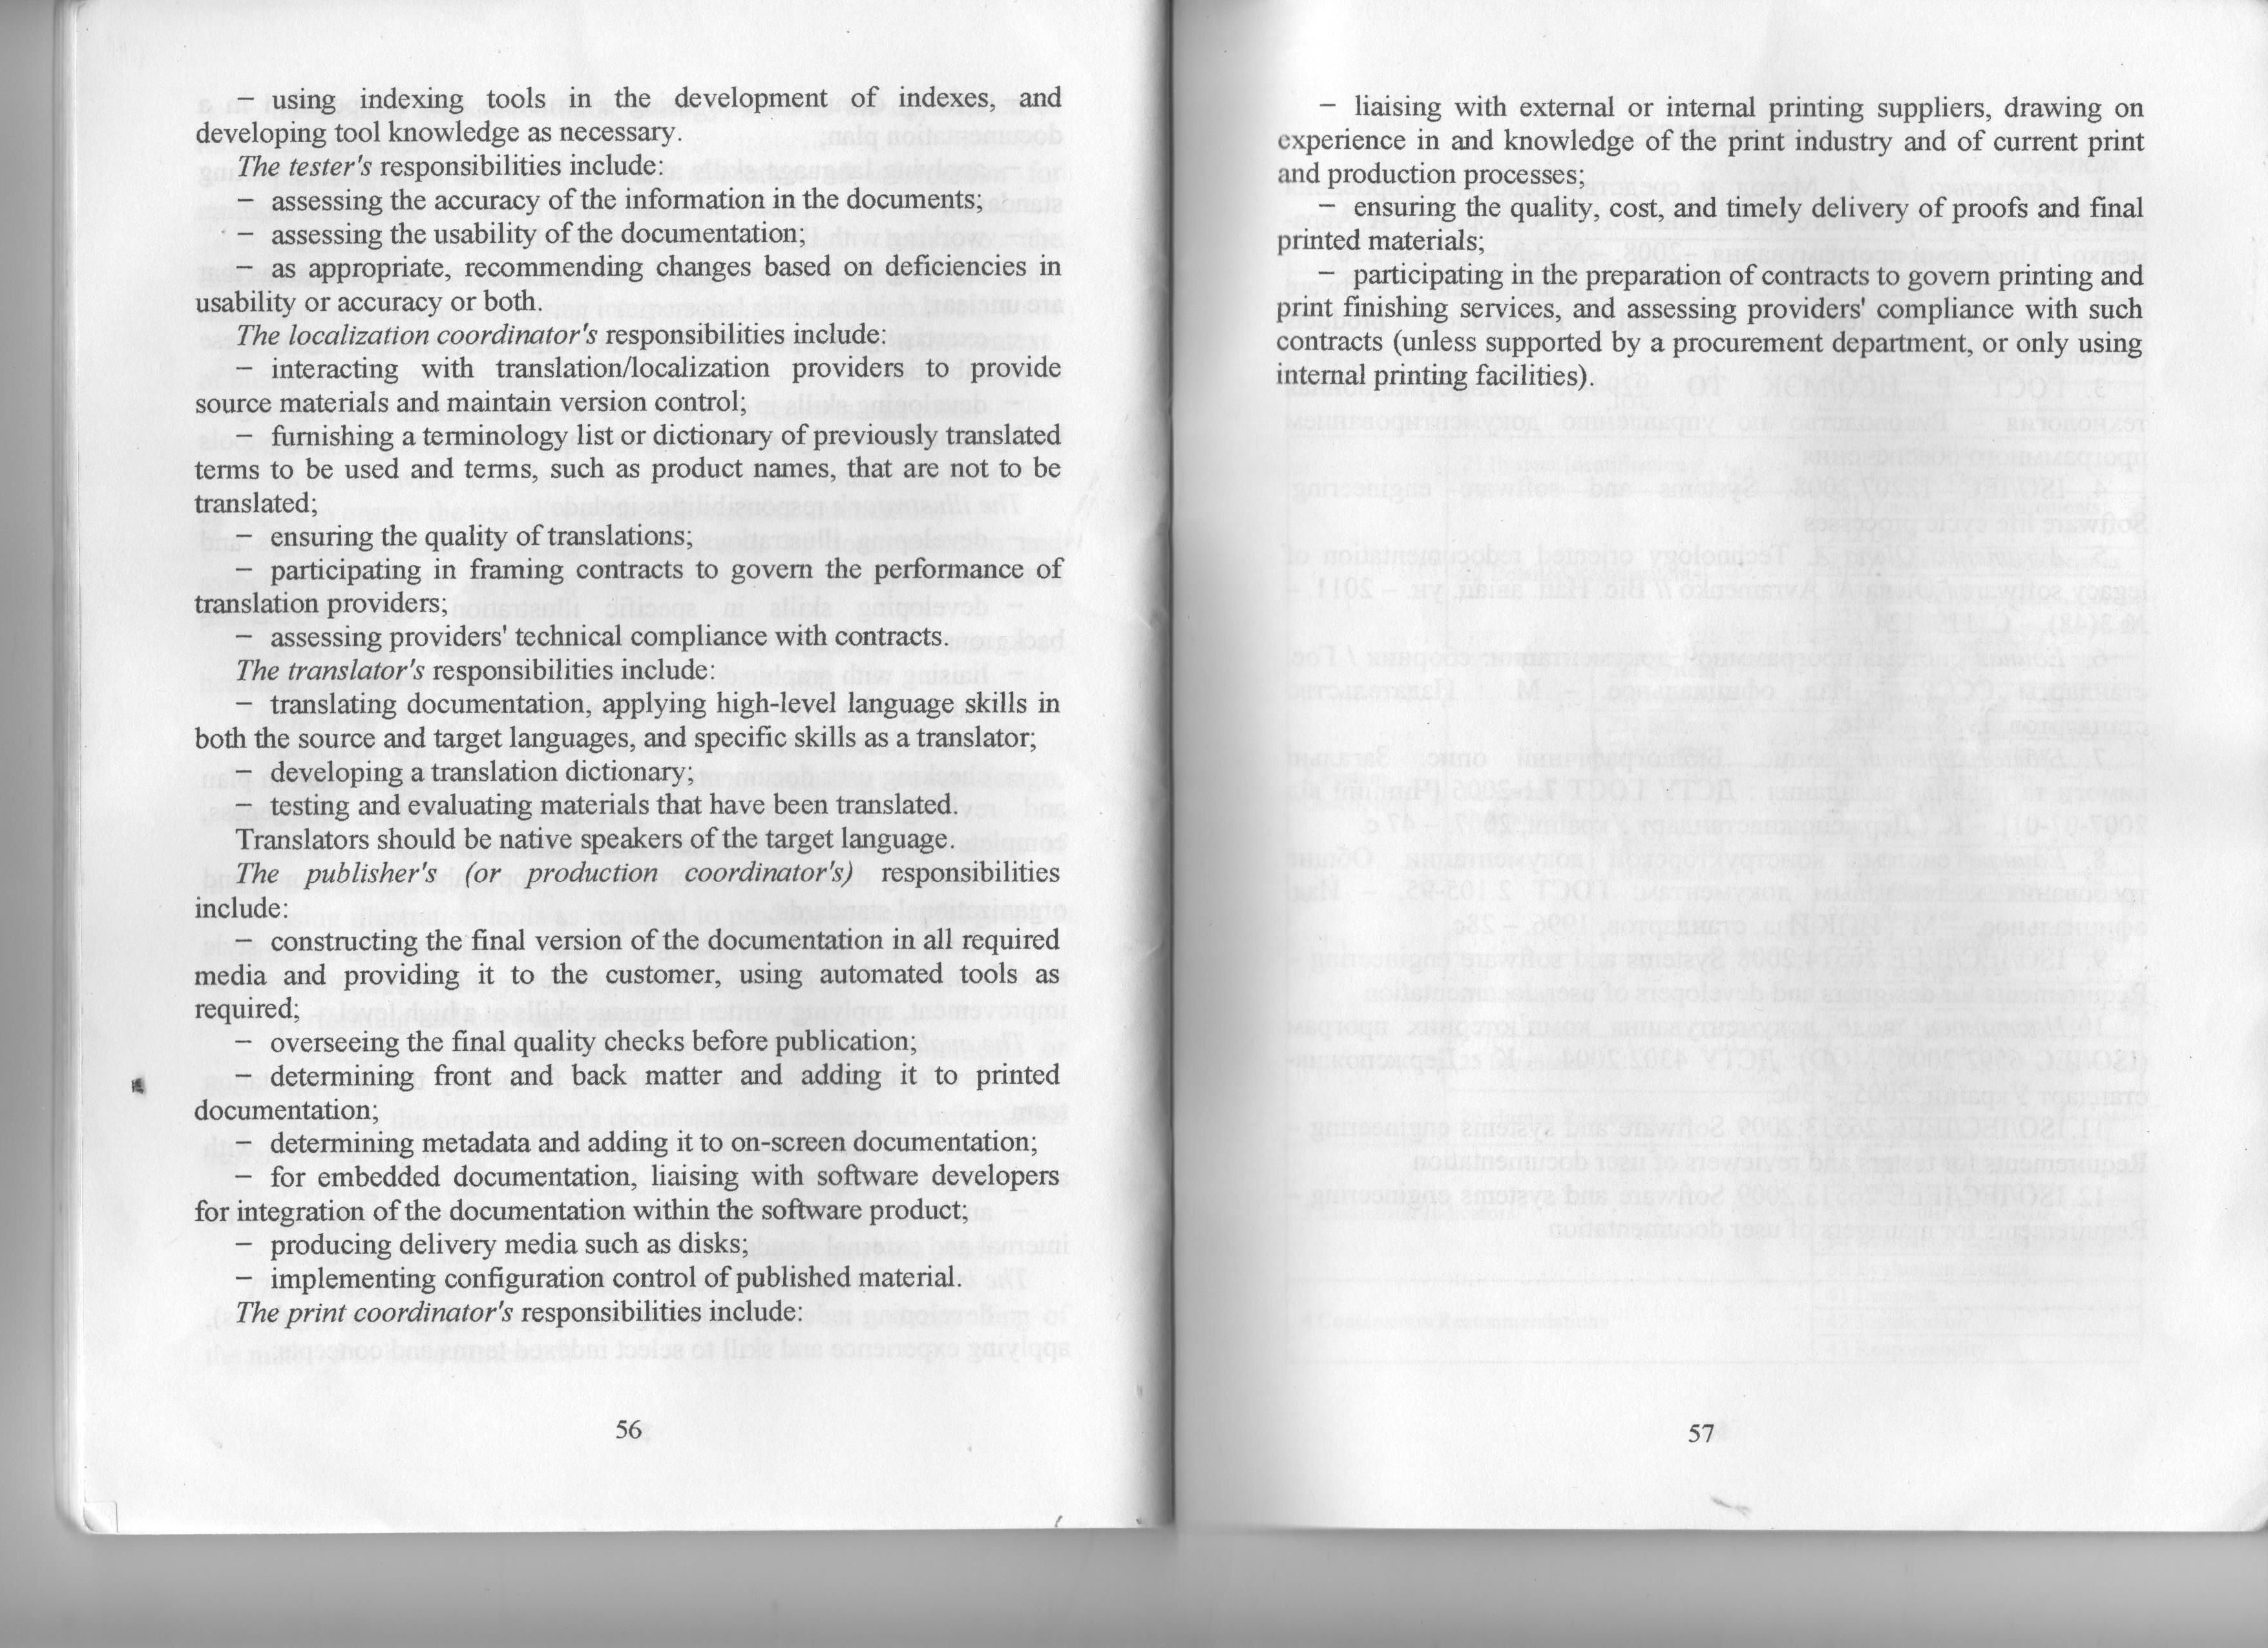 – using indexing tools in the development of indexes, and
developing tool knowledge as necessary.
The tester's responsibilities include:
– assessing the accuracy of the information in the documents;
– assessing the usability of the documentation;
– as appropriate, recommending changes based on deficiencies in
usability or accuracy or both.
The localization coordinator's responsibilities include:
– interacting with translation/localization providers to provide
source materials and maintain version control;
– furnishing a terminology list or dictionary of previously translated
terms to be used and terms, such as product names, that are not to be
translated;
– ensuring the quality of translations;
– participating in framing contracts to govern the performance of
translation providers;
– assessing providers' technical compliance with contracts.
The translator's responsibilities include:
– translating documentation, applying high-level language skills in
both the source and target languages, and specific skills as a translator;
– developing a translation dictionary;
– testing and evaluating materials that have been translated.
Translators should be native speakers of the target language.
The publisher's (or production coordinator's) responsibilities
include:
– constructing the final version of the documentation in all required
media and providing it to the customer, using automated tools as
required;
– overseeing the final quality checks before publication;
– determining front and back matter and adding it to printed
documentation;
– determining metadata and adding it to on-screen documentation;
– for embedded documentation, liaising with software developers
for integration of the documentation within the software product;
– producing delivery media such as disks;
– implementing configuration control of published material.
The print coordinator's responsibilities include:
56
– liaising with external or internal printing suppliers, drawing on
experience in and knowledge of the print industry and of current print
and production processes;
– ensuring the quality, cost, and timely delivery of proofs and final
printed materials;
– participating in the preparation of contracts to govern printing and
print finishing services, and assessing providers' compliance with such
contracts (unless supported by a procurement department, or only using
internal printing facilities).
57